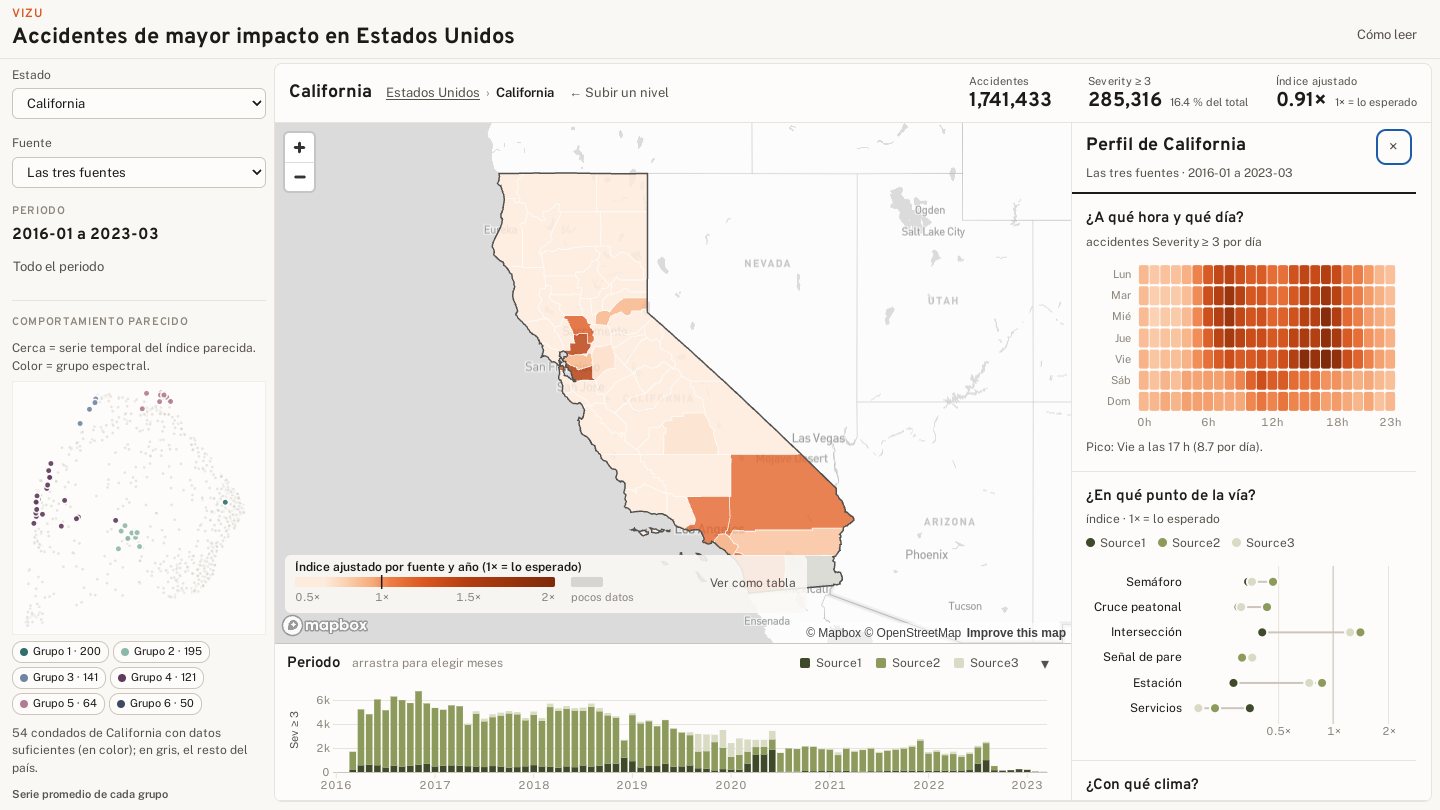 VIZU
Accidentes de mayor impacto en Estados Unidos
Cómo leer
Estado
California
Fuente
Las tres fuentes
PERIODO
2016-01 a 2023-03
Todo el periodo
COMPORTAMIENTO PARECIDO
Cerca = serie temporal del índice parecida.
Color = grupo espectral.
Grupo 1 · 200
Grupo 2 · 195
Grupo 3 · 141
Grupo 4 · 121
Grupo 5 · 64
Grupo 6 · 50
54 condados de California con datos
suficientes (en color); en gris, el resto del
país.
Serie promedio de cada grupo
California
Estados Unidos › California
← Subir un nivel
Accidentes
1,741,433
Severity ≥ 3
285,316 16.4 % del total
Índice ajustado
0.91× 1× = lo esperado
+
−
Eureka
Ogden
Salt Lake City
NEVADA
UTAH
Sacramento
San Jose
CALIFORNIA
Las Vegas
Mojave Desert
Los Angeles
ARIZONA
Phoenix
Tucson
Ensenada
Índice ajustado por fuente y año (1× = lo esperado)
0.5× 1× 1.5× 2× pocos datos
Ver como tabla
mapbox
© Mapbox © OpenStreetMap Improve this map
Periodo arrastra para elegir meses
Source1 Source2 Source3 ▼
Sev ≥ 3
6k
4k
2k
0
2016 2017 2018 2019 2020 2021 2022 2023
Perfil de California
×
Las tres fuentes · 2016-01 a 2023-03
¿A qué hora y qué día?
accidentes Severity ≥ 3 por día
Lun
Mar
Mié
Jue
Vie
Sáb
Dom
0h 6h 12h 18h 23h
Pico: Vie a las 17 h (8.7 por día).
¿En qué punto de la vía?
índice · 1× = lo esperado
Source1 Source2 Source3
Semáforo
Cruce peatonal
Intersección
Señal de pare
Estación
Servicios
0.5× 1× 2×
¿Con qué clima?